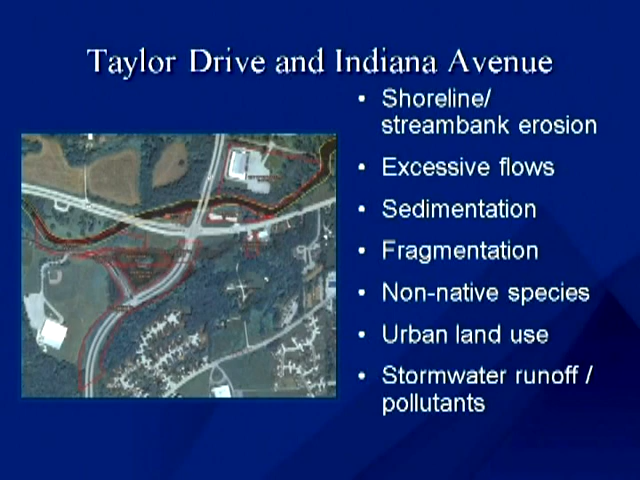 Taylor Drive and Indiana Avenue
• Shoreline/
streambank erosion
• Excessive flows
• Sedimentation
• Fragmentation
• Non-native species
• Urban land use
• Stormwater runoff /
pollutants